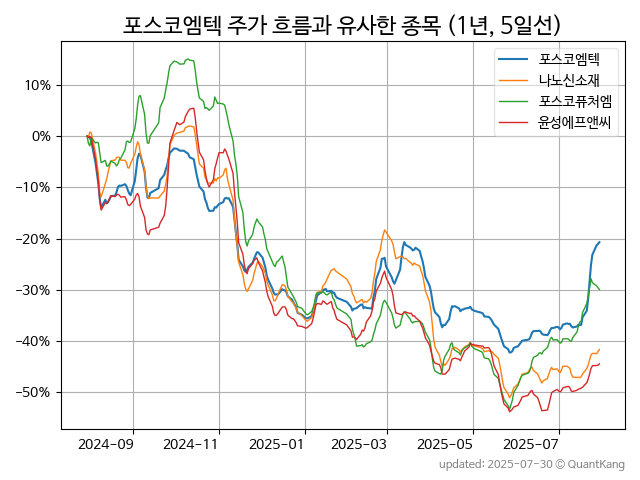 포스코엠텍 주가 흐름과 유사한 종목 (1년, 5일선)
포스코엠텍
나노신소재
포스코퓨처엠
윤성에프앤씨
10%
0%
−10%
−20%
−30%
−40%
−50%
2024−09
2024−11
2025−01
2025−03
2025−05
2025−07
updated: 2025-07-30 © QuantKang